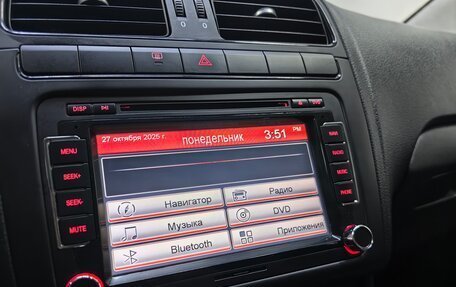 DISP
27 октября 2025 г. понедельник 3:51 PM
MENU
SEEK+
SEEK-
MUTE
NAVI
RADIO
MUSIC
PHONE
Навигатор Радио
Музыка DVD
Bluetooth Приложения